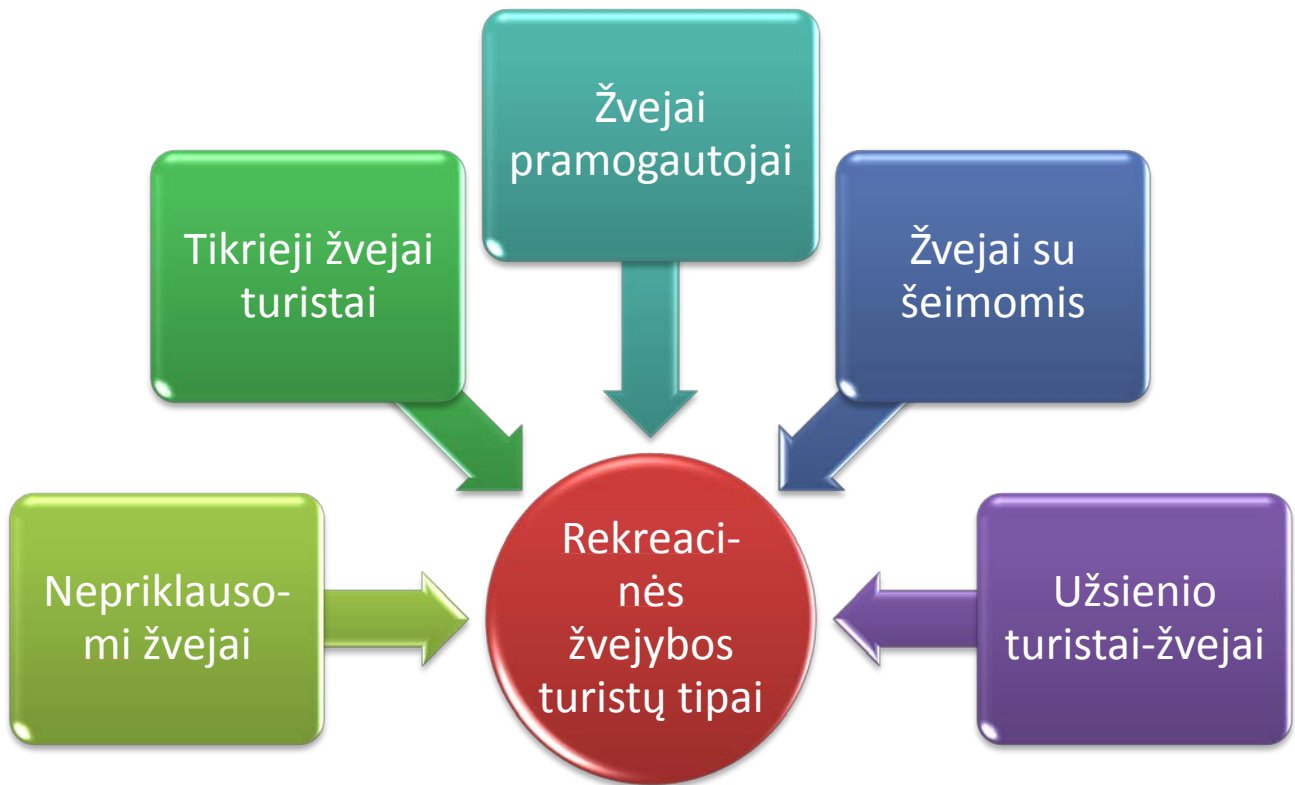 Žvejai
pramogautojai
Tikrieji žvejai
turistai
Žvejai su
šeimomis
Nepriklauso-
mi žvejai
Rekreaci-
nės
žvejybos
turistų tipai
Užsienio
turistai-žvejai